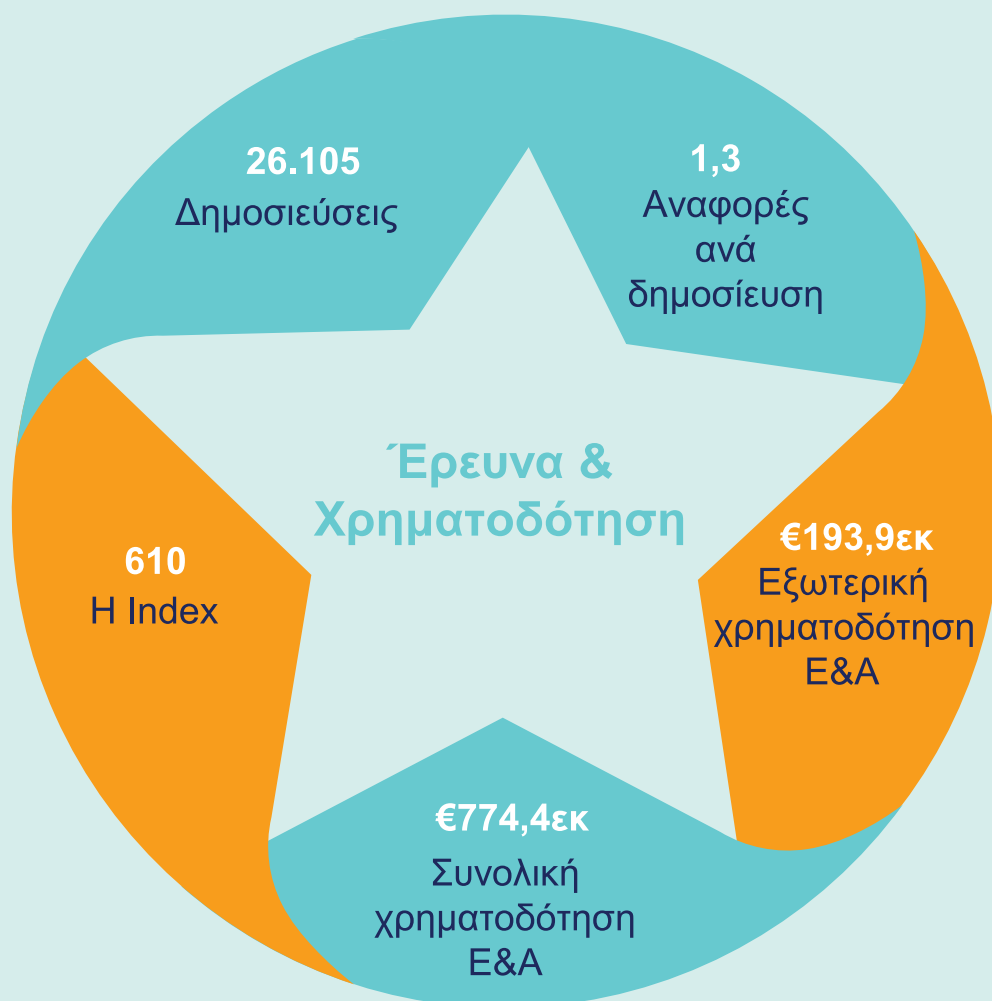 26.105
Δημοσιεύσεις
1,3
Αναφορές
ανά
δημοσίευση
Έρευνα &
Χρηματοδότηση
610
H Index
€193,9εκ
Εξωτερική
χρηματοδότηση
Ε&Α
€774,4εκ
Συνολική
χρηματοδότηση
Ε&Α